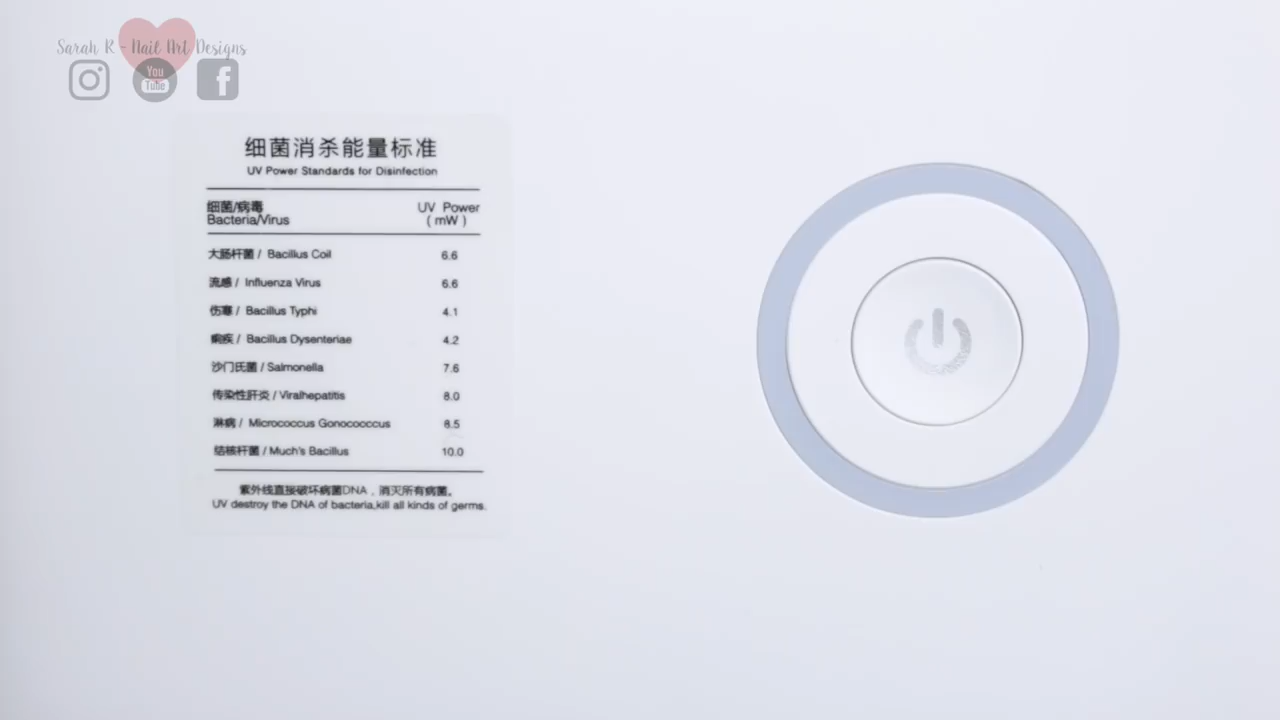 Sarah R - Nail Art Designs
You
Tube
细菌消杀能量标准
UV Power Standards for Disinfection
细菌/病毒 UV Power
Bacteria/Virus ( mW )
大肠杆菌 / Bacillus Coil 6.6
流感 / Influenza Virus 6.6
伤寒 / Bacillus Typhi 4.1
痢疾 / Bacillus Dysenteriae 4.2
沙门氏菌 / Salmonella 7.6
传染性肝炎 / Viralhepatitis 8.0
淋病 / Micrococcus Gonococccus 8.5
结核杆菌 / Much's Bacillus 10.0
紫外线直接破坏病菌DNA，消灭所有病菌。
UV destroy the DNA of bacteria,kill all kinds of germs.